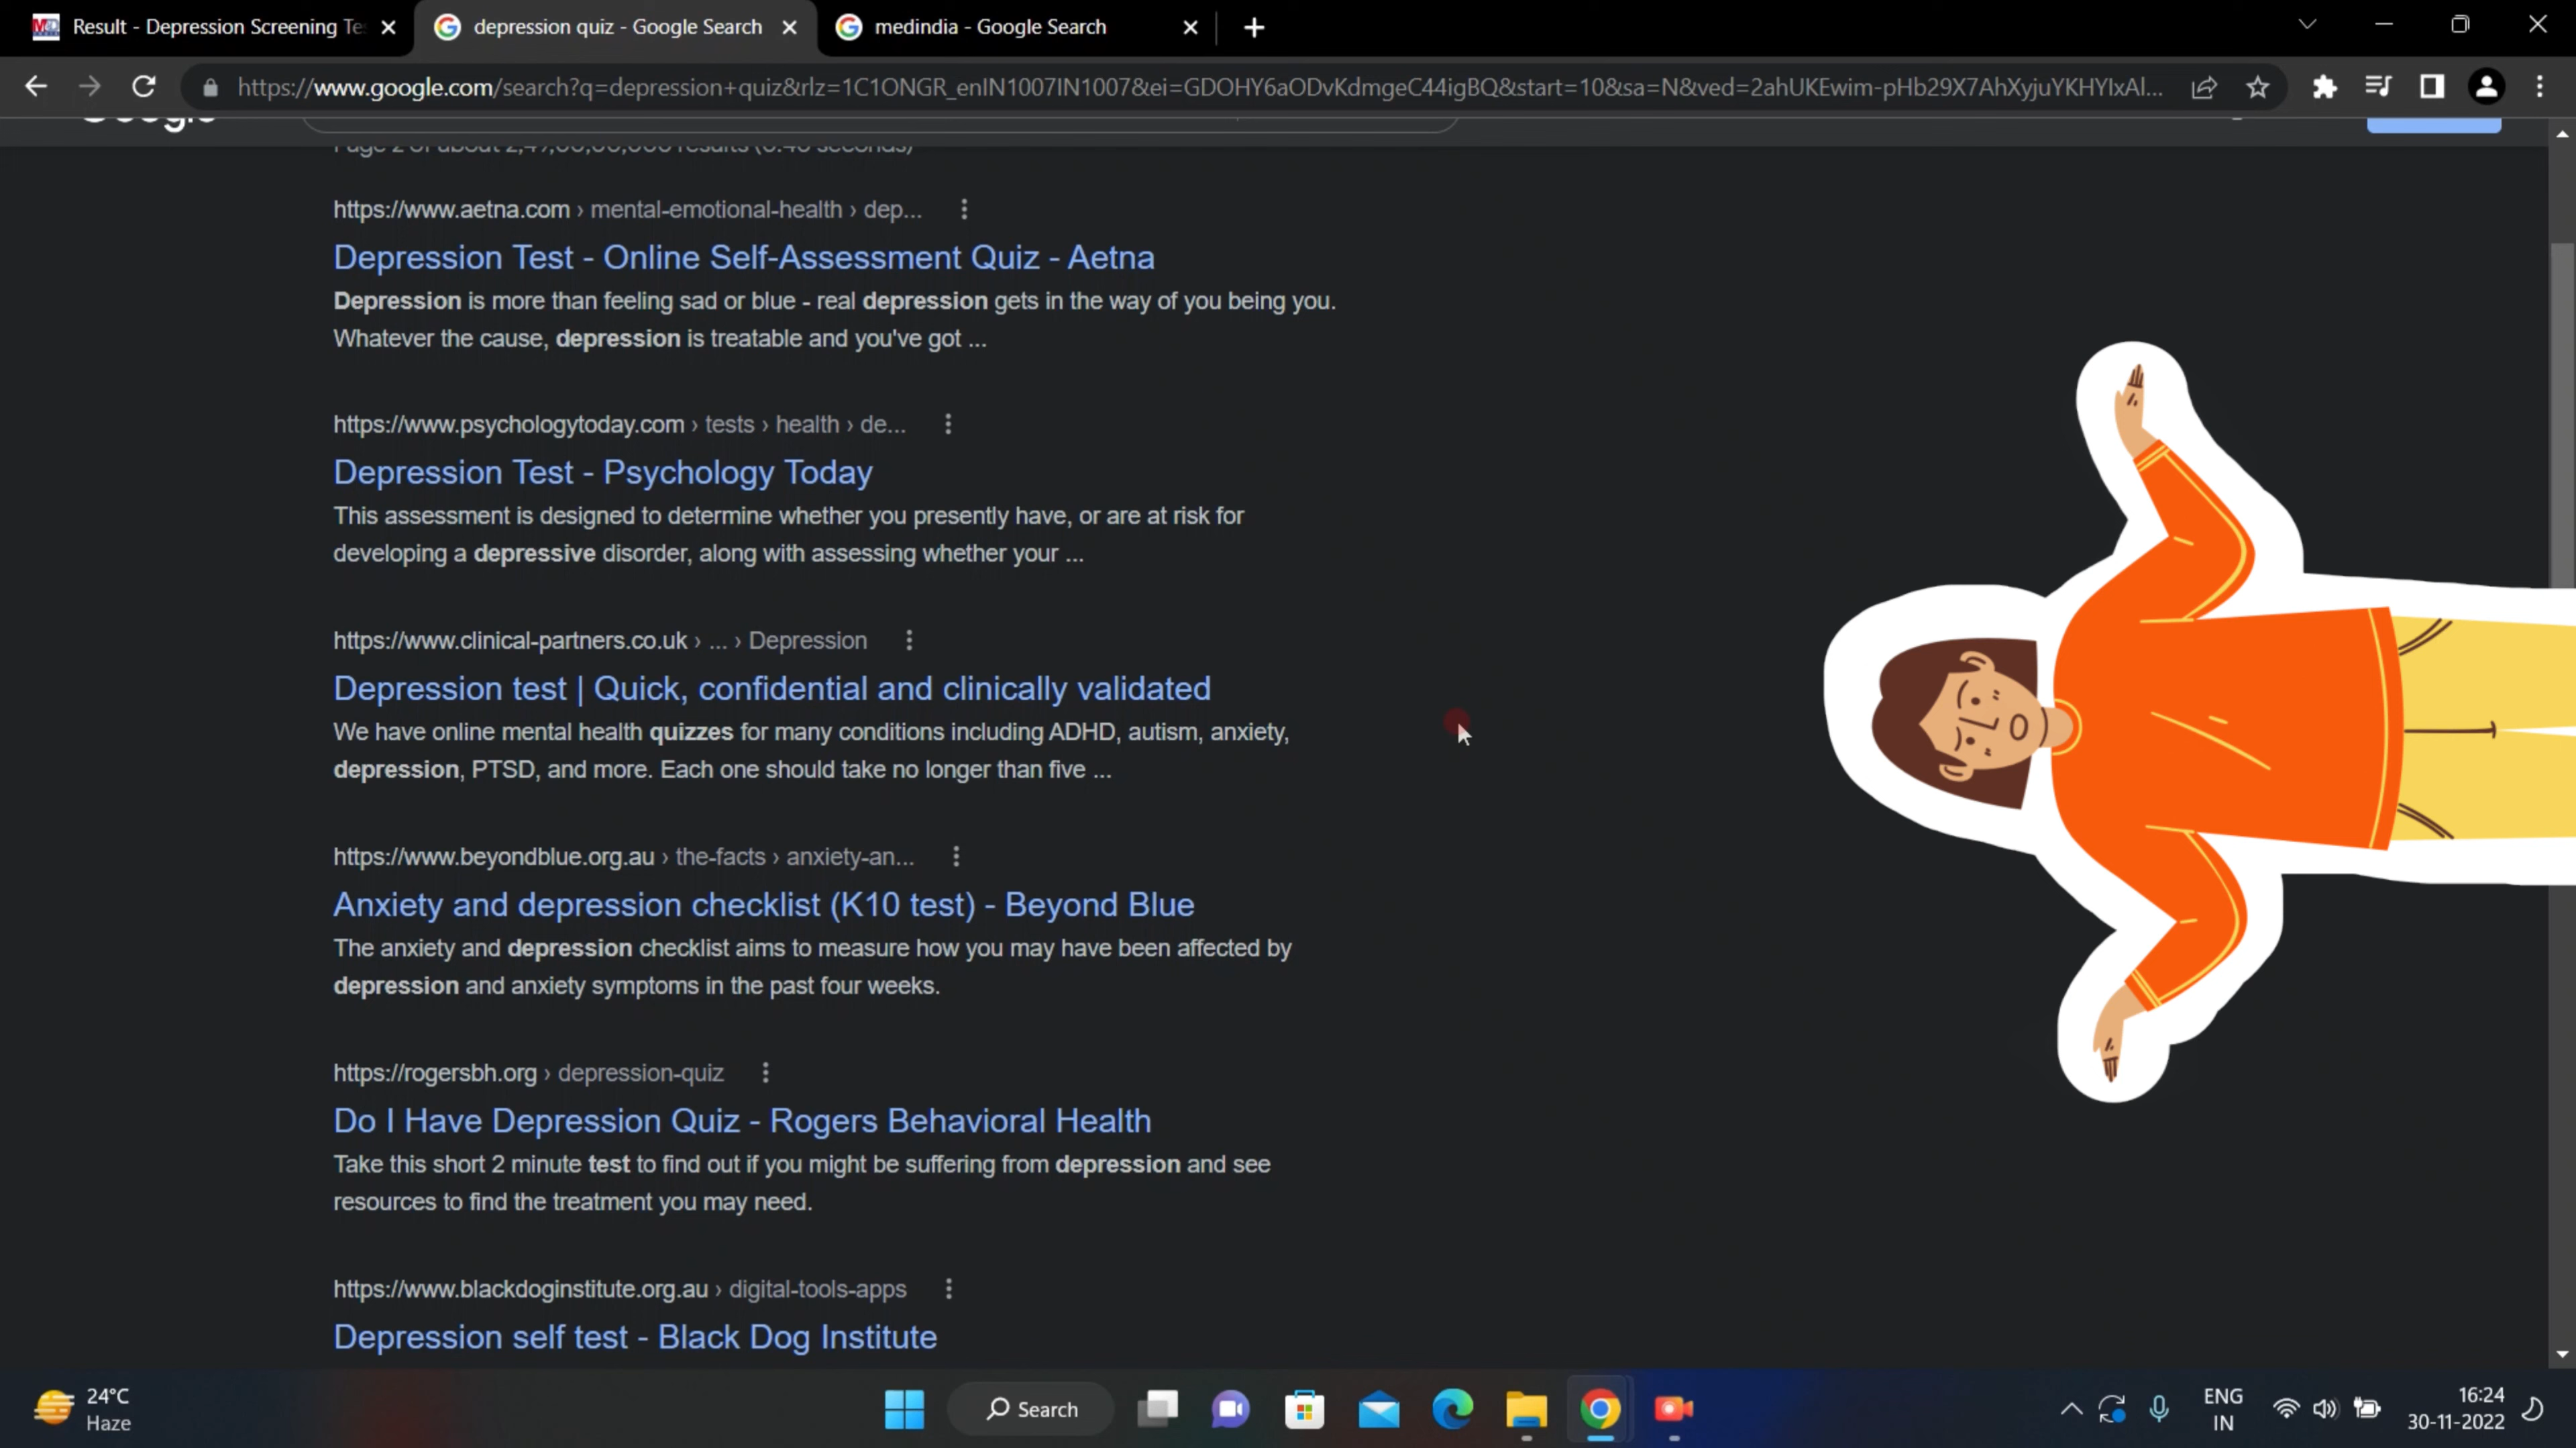 Result - Depression Screening Te
depression quiz - Google Search
medindia - Google Search
https://www.google.com/search?q=depression+quiz&rlz=1C1ONGR_enIN1007IN1007&ei=GDOHY6aODvKdmgeC44igBQ&start=10&sa=N&ved=2ahUKEwim-pHb29X7AhXyjuYKHYIxAl...
Google
https://www.aetna.com › mental-emotional-health › dep...
Depression Test - Online Self-Assessment Quiz - Aetna
Depression is more than feeling sad or blue - real depression gets in the way of you being you.
Whatever the cause, depression is treatable and you've got ...
https://www.psychologytoday.com › tests › health › de...
Depression Test - Psychology Today
This assessment is designed to determine whether you presently have, or are at risk for
developing a depressive disorder, along with assessing whether your ...
https://www.clinical-partners.co.uk › ... › Depression
Depression test | Quick, confidential and clinically validated
We have online mental health quizzes for many conditions including ADHD, autism, anxiety,
depression, PTSD, and more. Each one should take no longer than five ...
https://www.beyondblue.org.au › the-facts › anxiety-an...
Anxiety and depression checklist (K10 test) - Beyond Blue
The anxiety and depression checklist aims to measure how you may have been affected by
depression and anxiety symptoms in the past four weeks.
https://rogersbh.org › depression-quiz
Do I Have Depression Quiz - Rogers Behavioral Health
Take this short 2 minute test to find out if you might be suffering from depression and see
resources to find the treatment you may need.
https://www.blackdoginstitute.org.au › digital-tools-apps
Depression self test - Black Dog Institute
24°C
Haze
Search
ENG
IN
16:24
30-11-2022